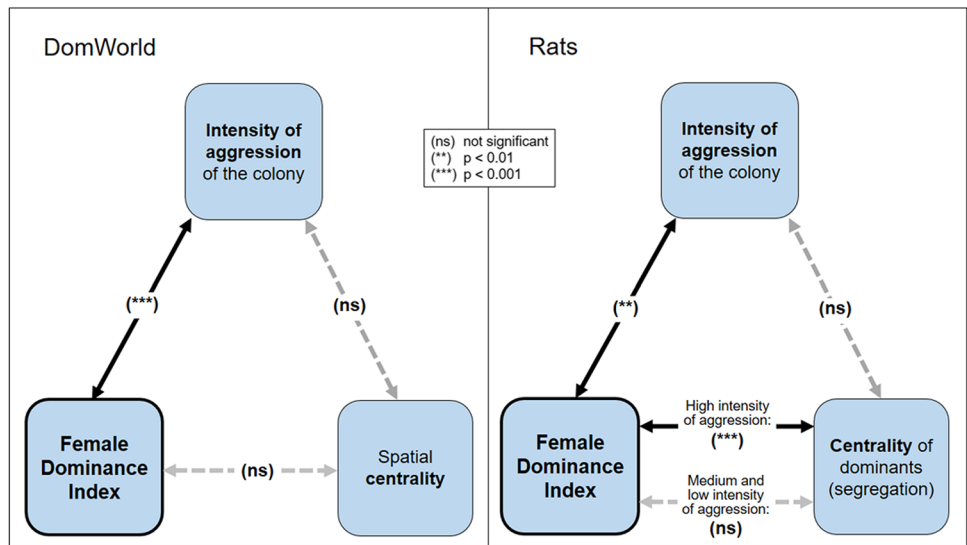 DomWorld
Intensity of
aggression
of the colony
(***)
(ns)
Female
Dominance
Index
(ns)
Spatial
centrality
(ns) not significant
(**) p < 0.01
(***) p < 0.001
Rats
Intensity of
aggression
of the colony
(**)
(ns)
Female
Dominance
Index
High intensity
of aggression:
(***)
Medium and
low intensity
of aggression:
(ns)
Centrality of
dominants
(segregation)